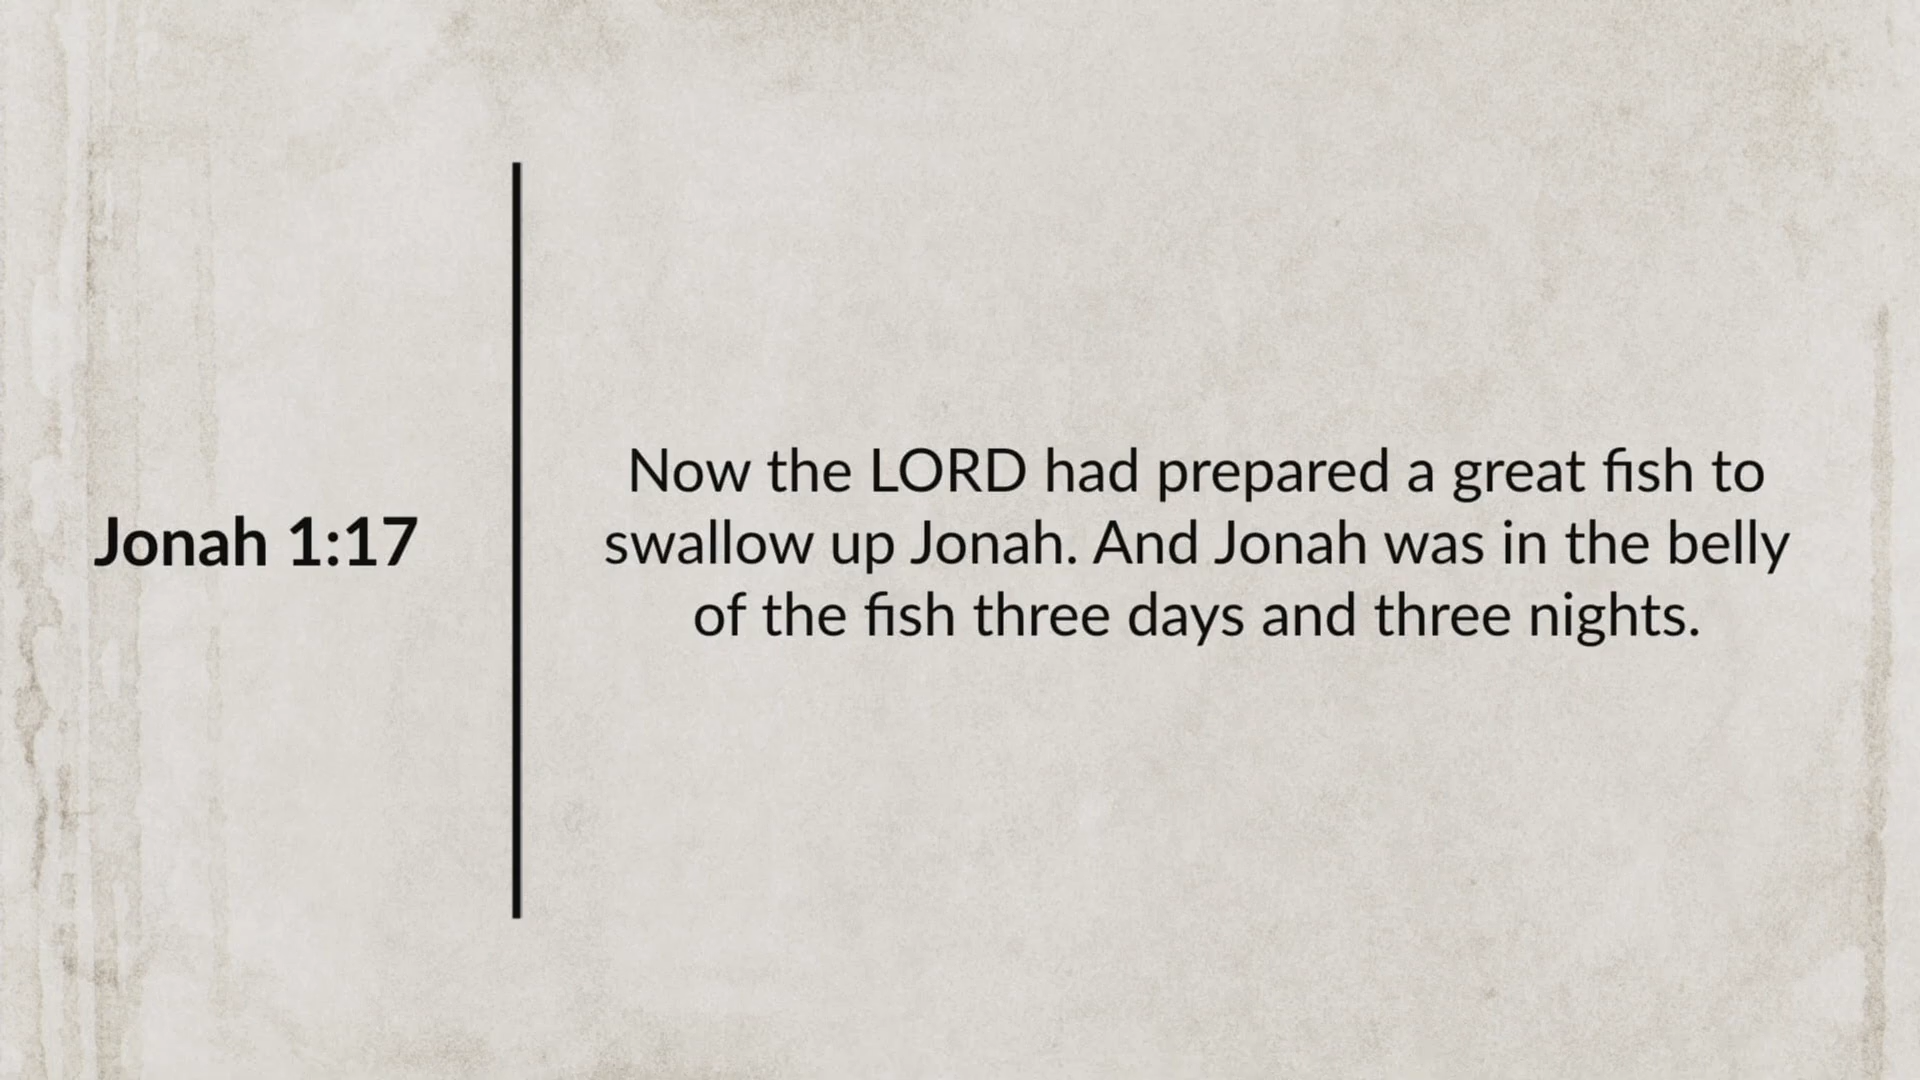 Jonah 1:17
Now the LORD had prepared a great fish to
swallow up Jonah. And Jonah was in the belly
of the fish three days and three nights.